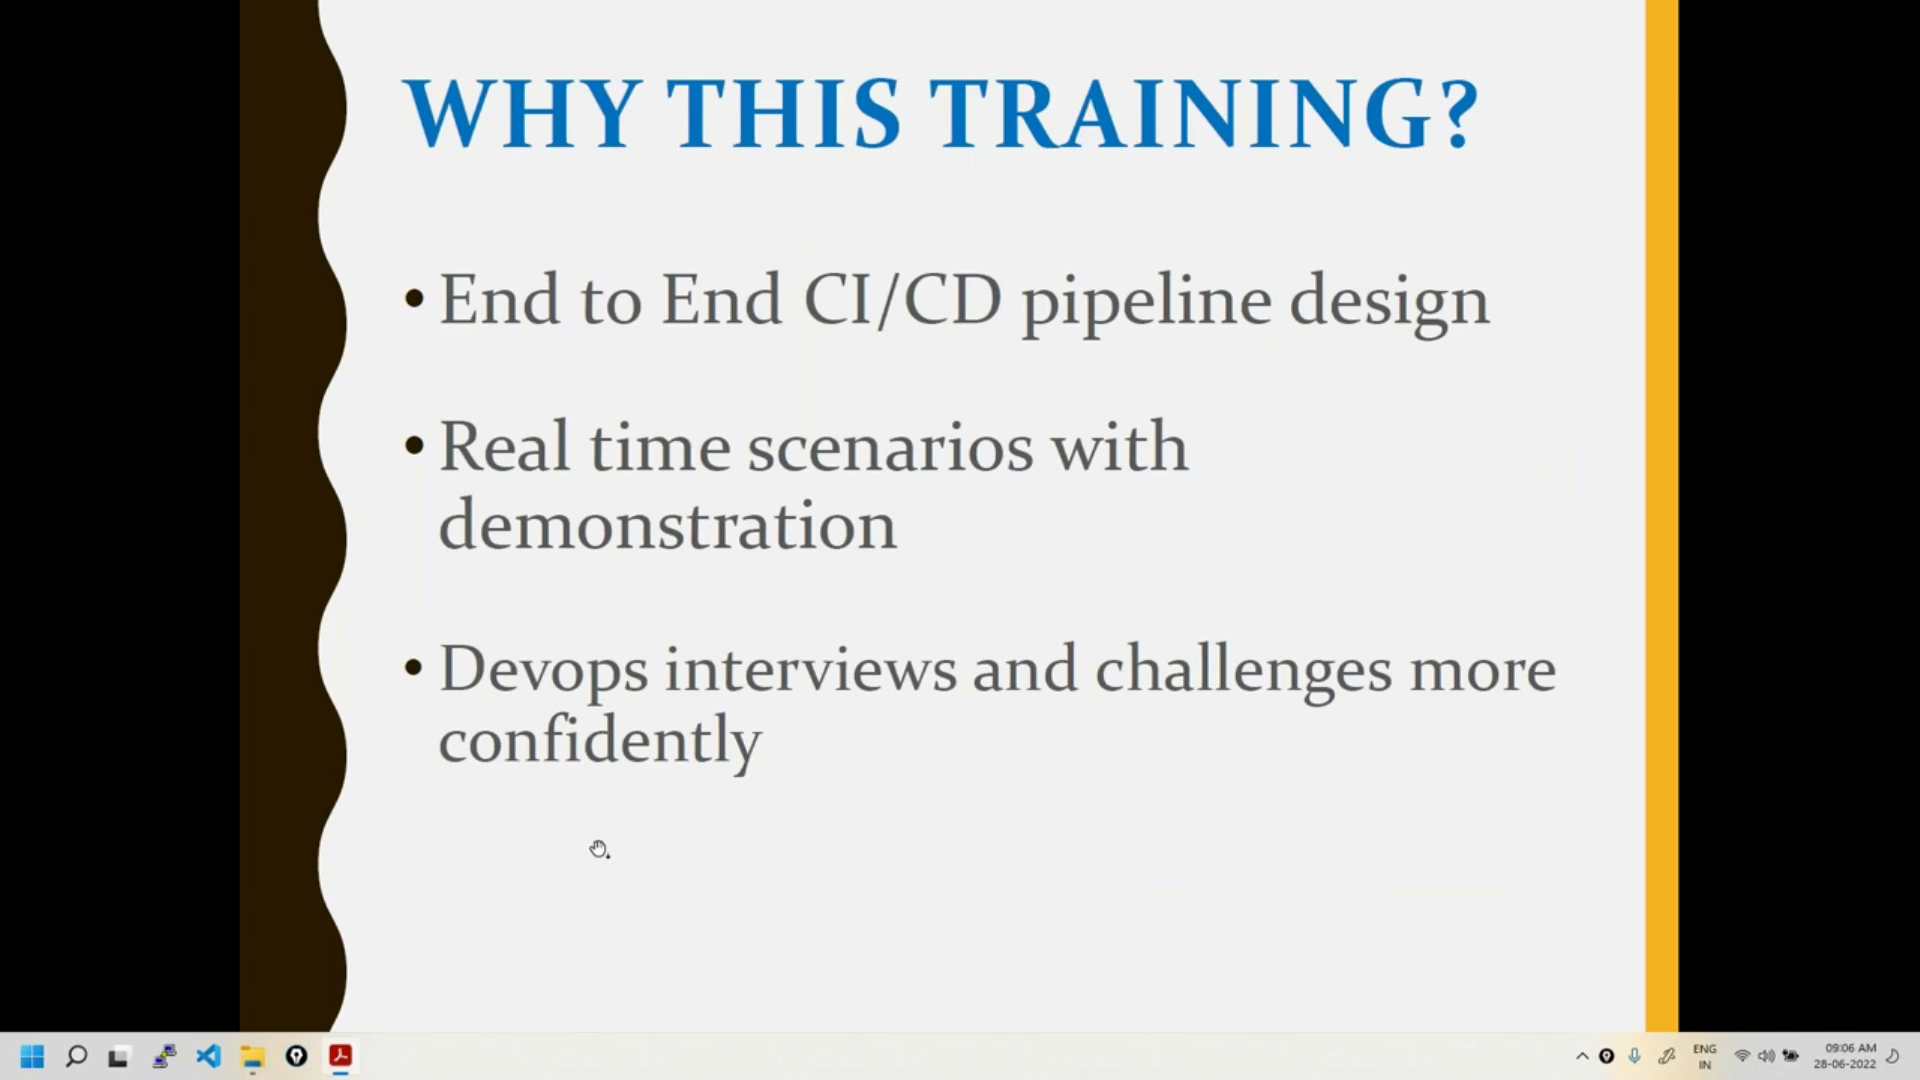 WHY THIS TRAINING?
• End to End CI/CD pipeline design
• Real time scenarios with
demonstration
• Devops interviews and challenges more
confidently
ENG
IN
09:06 AM
28-06-2022